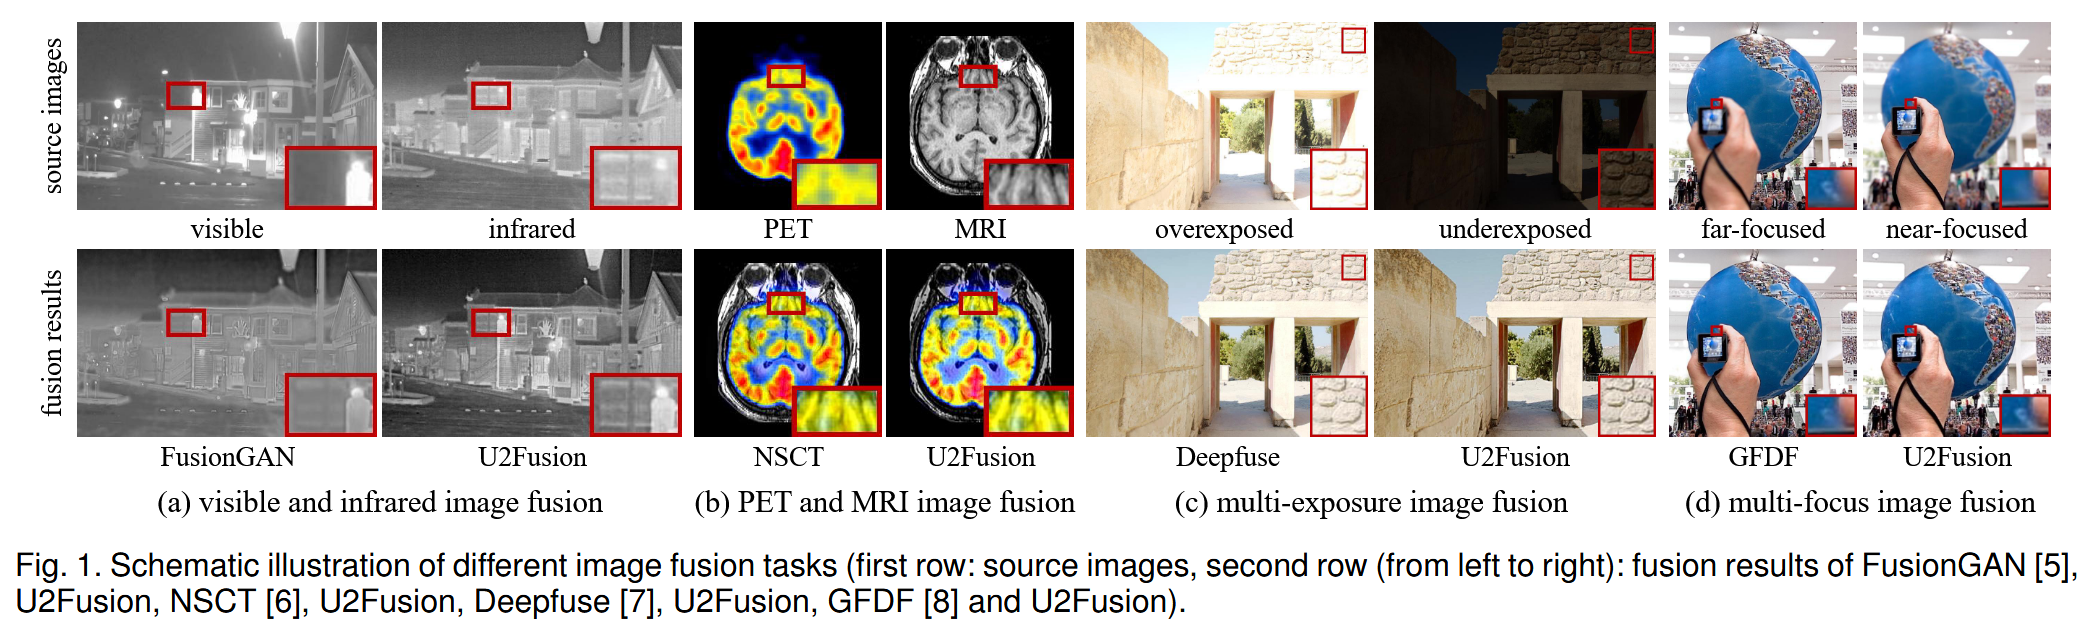 source images
visible
infrared
PET
MRI
overexposed
underexposed
far-focused
near-focused
fusion results
FusionGAN
U2Fusion
NSCT
U2Fusion
Deepfuse
U2Fusion
GFDF
U2Fusion
(a) visible and infrared image fusion
(b) PET and MRI image fusion
(c) multi-exposure image fusion
(d) multi-focus image fusion
Fig. 1. Schematic illustration of different image fusion tasks (first row: source images, second row (from left to right): fusion results of FusionGAN [5],
U2Fusion, NSCT [6], U2Fusion, Deepfuse [7], U2Fusion, GFDF [8] and U2Fusion).